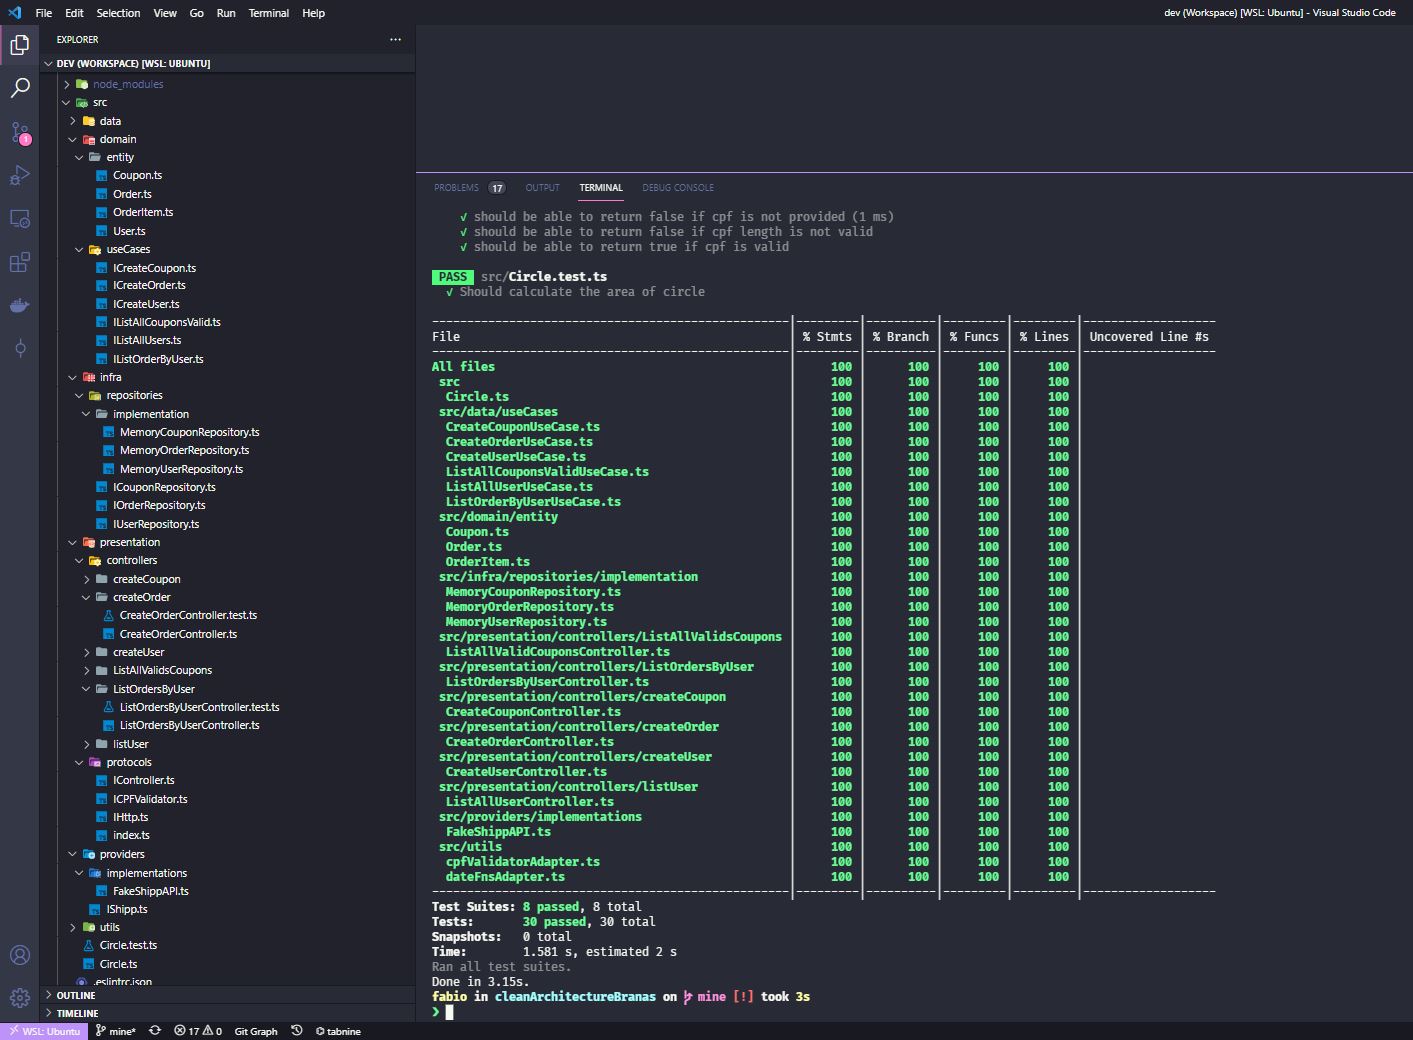 File Edit Selection View Go Run Terminal Help
dev (Workspace) [WSL: Ubuntu] - Visual Studio Code
EXPLORER ...
DEV (WORKSPACE) [WSL: UBUNTU]
node_modules
src
data
domain
entity
Coupon.ts
Order.ts
OrderItem.ts
User.ts
useCases
ICreateCoupon.ts
ICreateOrder.ts
ICreateUser.ts
IListAllCouponsValid.ts
IListAllUsers.ts
IListOrderByUser.ts
infra
repositories
implementation
MemoryCouponRepository.ts
MemoryOrderRepository.ts
MemoryUserRepository.ts
ICouponRepository.ts
IOrderRepository.ts
IUserRepository.ts
presentation
controllers
createCoupon
createOrder
CreateOrderController.test.ts
CreateOrderController.ts
createUser
ListAllValidsCoupons
ListOrdersByUser
ListOrdersByUserController.test.ts
ListOrdersByUserController.ts
listUser
protocols
IController.ts
ICPFValidator.ts
IHttp.ts
index.ts
providers
implementations
FakeShippAPI.ts
IShipp.ts
utils
Circle.test.ts
Circle.ts
.eslintrc.json
OUTLINE
TIMELINE
1
PROBLEMS 17 OUTPUT TERMINAL DEBUG CONSOLE
√ should be able to return false if cpf is not provided (1 ms)
√ should be able to return false if cpf length is not valid
√ should be able to return true if cpf is valid
PASS src/Circle.test.ts
√ Should calculate the area of circle
File | % Stmts | % Branch | % Funcs | % Lines | Uncovered Line #s
All files | 100 | 100 | 100 | 100 |
src | 100 | 100 | 100 | 100 |
Circle.ts | 100 | 100 | 100 | 100 |
src/data/useCases | 100 | 100 | 100 | 100 |
CreateCouponUseCase.ts | 100 | 100 | 100 | 100 |
CreateOrderUseCase.ts | 100 | 100 | 100 | 100 |
CreateUserUseCase.ts | 100 | 100 | 100 | 100 |
ListAllCouponsValidUseCase.ts | 100 | 100 | 100 | 100 |
ListAllUserUseCase.ts | 100 | 100 | 100 | 100 |
ListOrderByUserUseCase.ts | 100 | 100 | 100 | 100 |
src/domain/entity | 100 | 100 | 100 | 100 |
Coupon.ts | 100 | 100 | 100 | 100 |
Order.ts | 100 | 100 | 100 | 100 |
OrderItem.ts | 100 | 100 | 100 | 100 |
src/infra/repositories/implementation | 100 | 100 | 100 | 100 |
MemoryCouponRepository.ts | 100 | 100 | 100 | 100 |
MemoryOrderRepository.ts | 100 | 100 | 100 | 100 |
MemoryUserRepository.ts | 100 | 100 | 100 | 100 |
src/presentation/controllers/ListAllValidsCoupons | 100 | 100 | 100 | 100 |
ListAllValidCouponsController.ts | 100 | 100 | 100 | 100 |
src/presentation/controllers/ListOrdersByUser | 100 | 100 | 100 | 100 |
ListOrdersByUserController.ts | 100 | 100 | 100 | 100 |
src/presentation/controllers/createCoupon | 100 | 100 | 100 | 100 |
CreateCouponController.ts | 100 | 100 | 100 | 100 |
src/presentation/controllers/createOrder | 100 | 100 | 100 | 100 |
CreateOrderController.ts | 100 | 100 | 100 | 100 |
src/presentation/controllers/createUser | 100 | 100 | 100 | 100 |
CreateUserController.ts | 100 | 100 | 100 | 100 |
src/presentation/controllers/listUser | 100 | 100 | 100 | 100 |
ListAllUserController.ts | 100 | 100 | 100 | 100 |
src/providers/implementations | 100 | 100 | 100 | 100 |
FakeShippAPI.ts | 100 | 100 | 100 | 100 |
src/utils | 100 | 100 | 100 | 100 |
cpfValidatorAdapter.ts | 100 | 100 | 100 | 100 |
dateFnsAdapter.ts | 100 | 100 | 100 | 100 |
Test Suites: 8 passed, 8 total
Tests: 30 passed, 30 total
Snapshots: 0 total
Time: 1.581 s, estimated 2 s
Ran all test suites.
Done in 3.15s.
fabio in cleanArchitectureBranas on mine [!] took 3s
❯
WSL: Ubuntu mine* 17 0 Git Graph tabnine